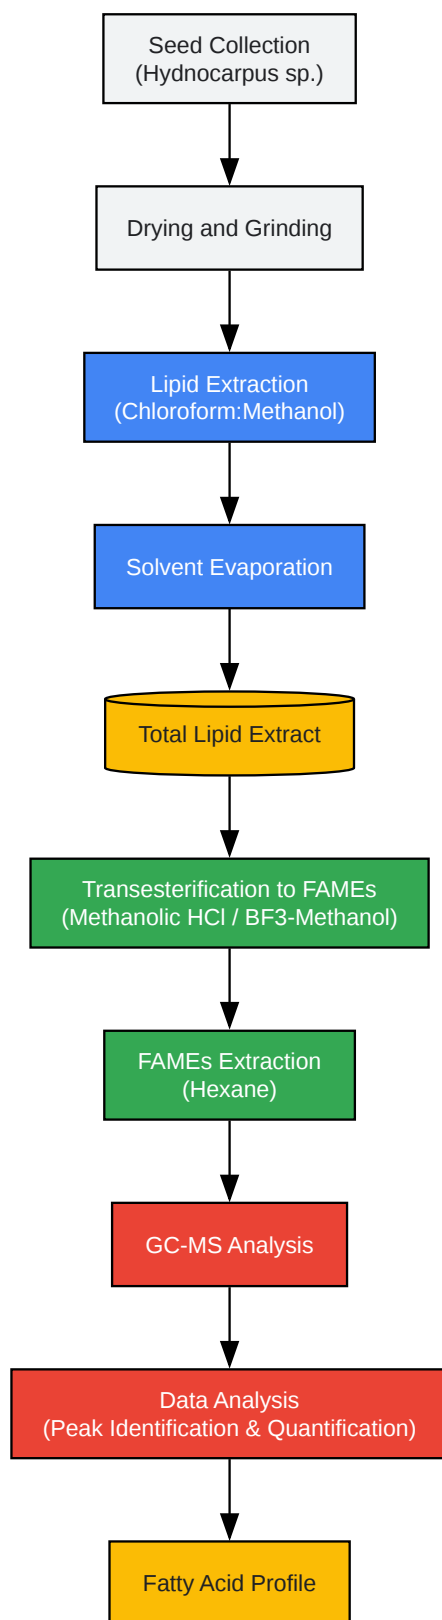 Seed Collection
(Hydnocarpus sp.)
Drying and Grinding
Lipid Extraction
(Chloroform:Methanol)
Solvent Evaporation
Total Lipid Extract
Transesterification to FAMEs
(Methanolic HCl / BF3-Methanol)
FAMEs Extraction
(Hexane)
GC-MS Analysis
Data Analysis
(Peak Identification & Quantification)
Fatty Acid Profile